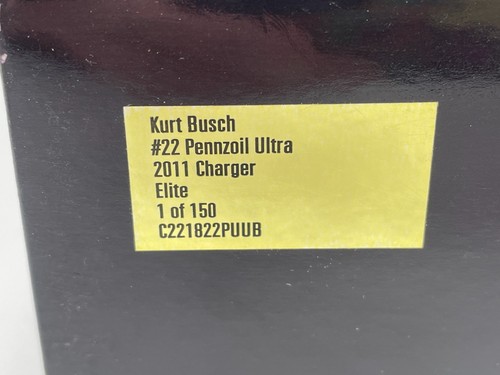 Kurt Busch
#22 Pennzoil Ultra
2011 Charger
Elite
1 of 150
C221822PUUB